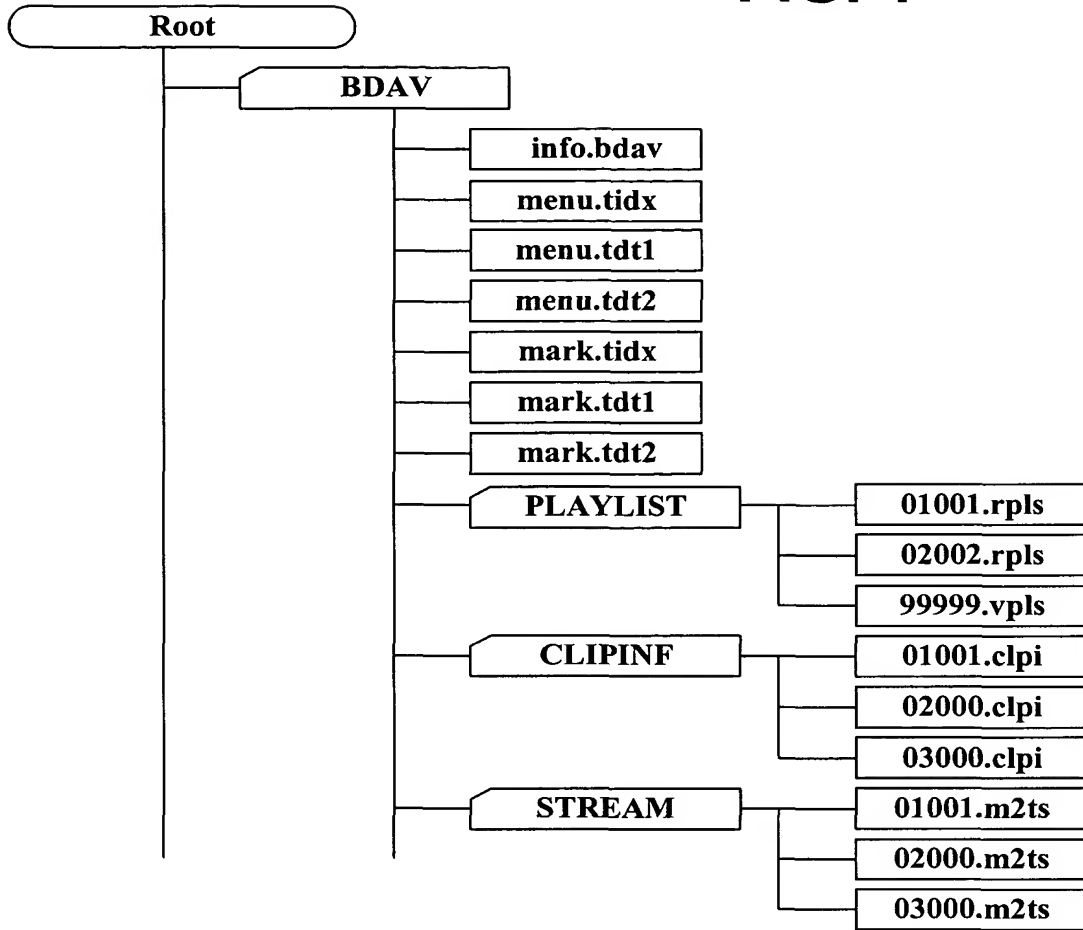 Root
BDAV
info.bdav
menu.tidx
menu.tdt1
menu.tdt2
mark.tidx
mark.tdt1
mark.tdt2
PLAYLIST
01001.rpls
02002.rpls
99999.vpls
CLIPINF
01001.clpi
02000.clpi
03000.clpi
STREAM
01001.m2ts
02000.m2ts
03000.m2ts